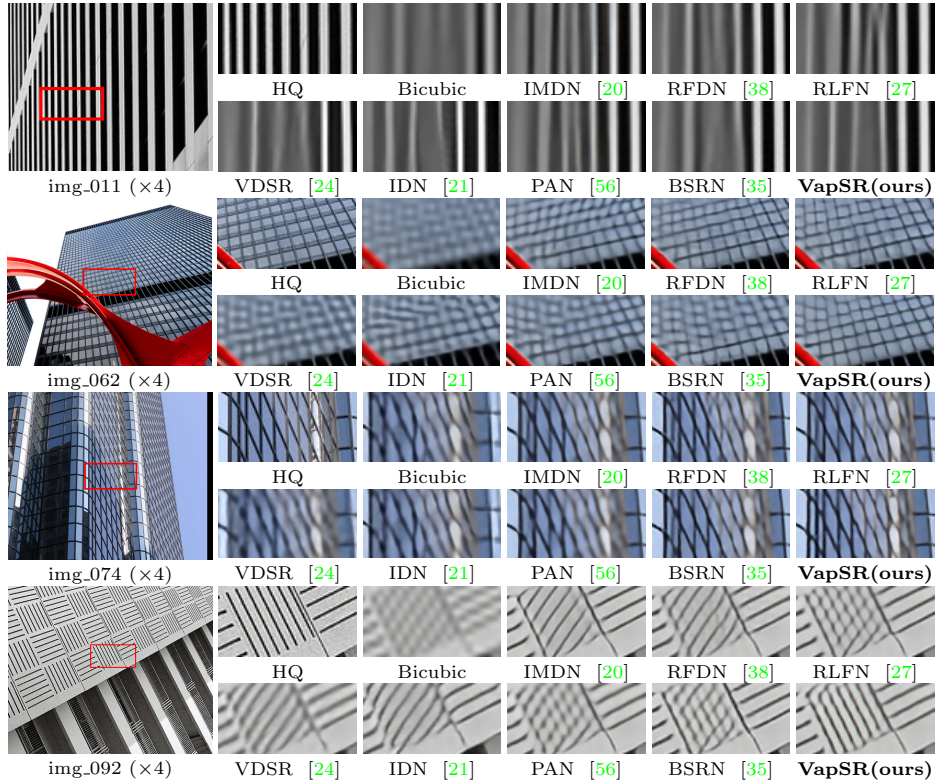 HQ Bicubic IMDN [20] RFDN [38] RLFN [27]
img_011 (×4) VDSR [24] IDN [21] PAN [56] BSRN [35] VapSR(ours)
HQ Bicubic IMDN [20] RFDN [38] RLFN [27]
img_062 (×4) VDSR [24] IDN [21] PAN [56] BSRN [35] VapSR(ours)
HQ Bicubic IMDN [20] RFDN [38] RLFN [27]
img_074 (×4) VDSR [24] IDN [21] PAN [56] BSRN [35] VapSR(ours)
HQ Bicubic IMDN [20] RFDN [38] RLFN [27]
img_092 (×4) VDSR [24] IDN [21] PAN [56] BSRN [35] VapSR(ours)